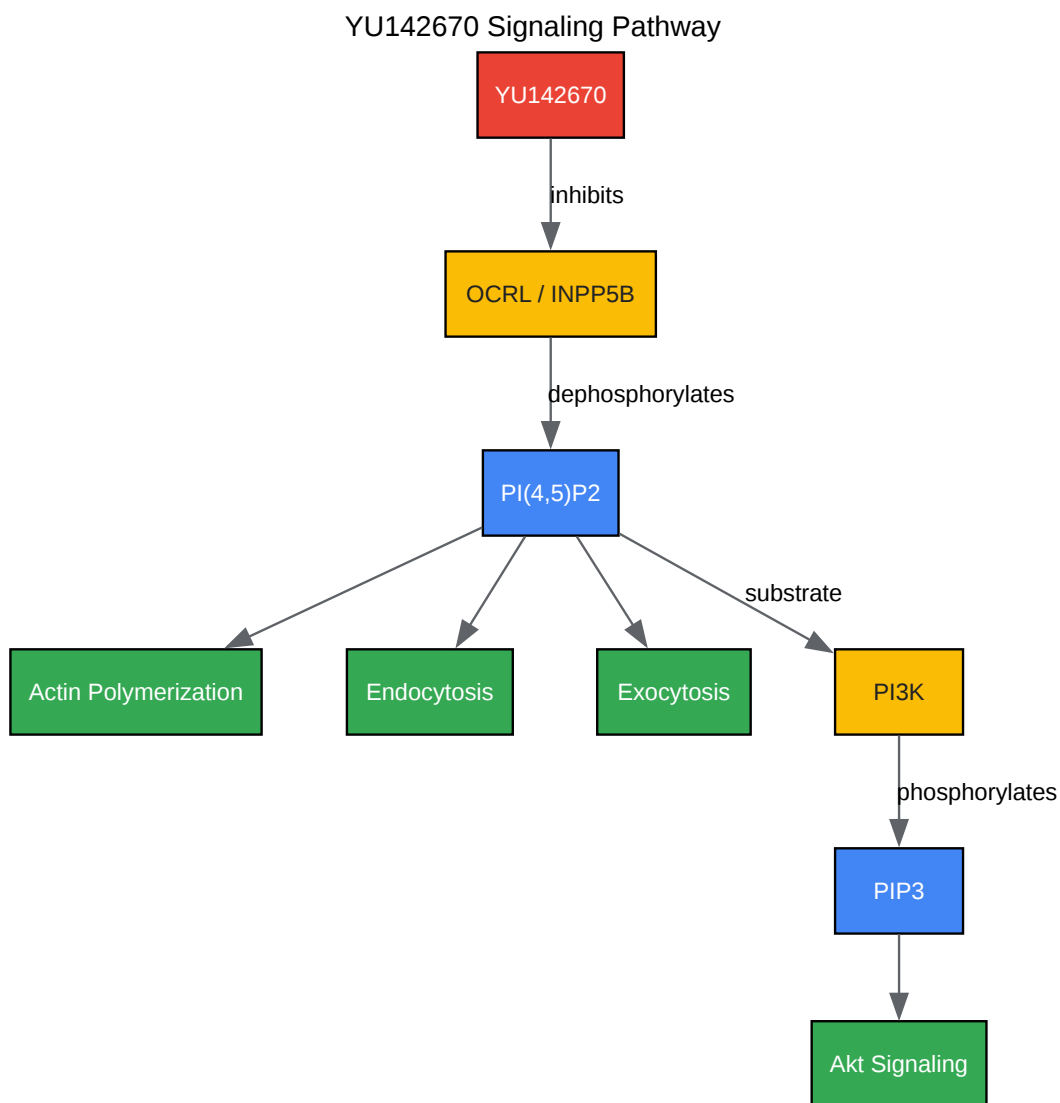 YU142670 Signaling Pathway
YU142670
inhibits
OCRL / INPP5B
dephosphorylates
PI(4,5)P2
substrate
Actin Polymerization
Endocytosis
Exocytosis
PI3K
phosphorylates
PIP3
Akt Signaling